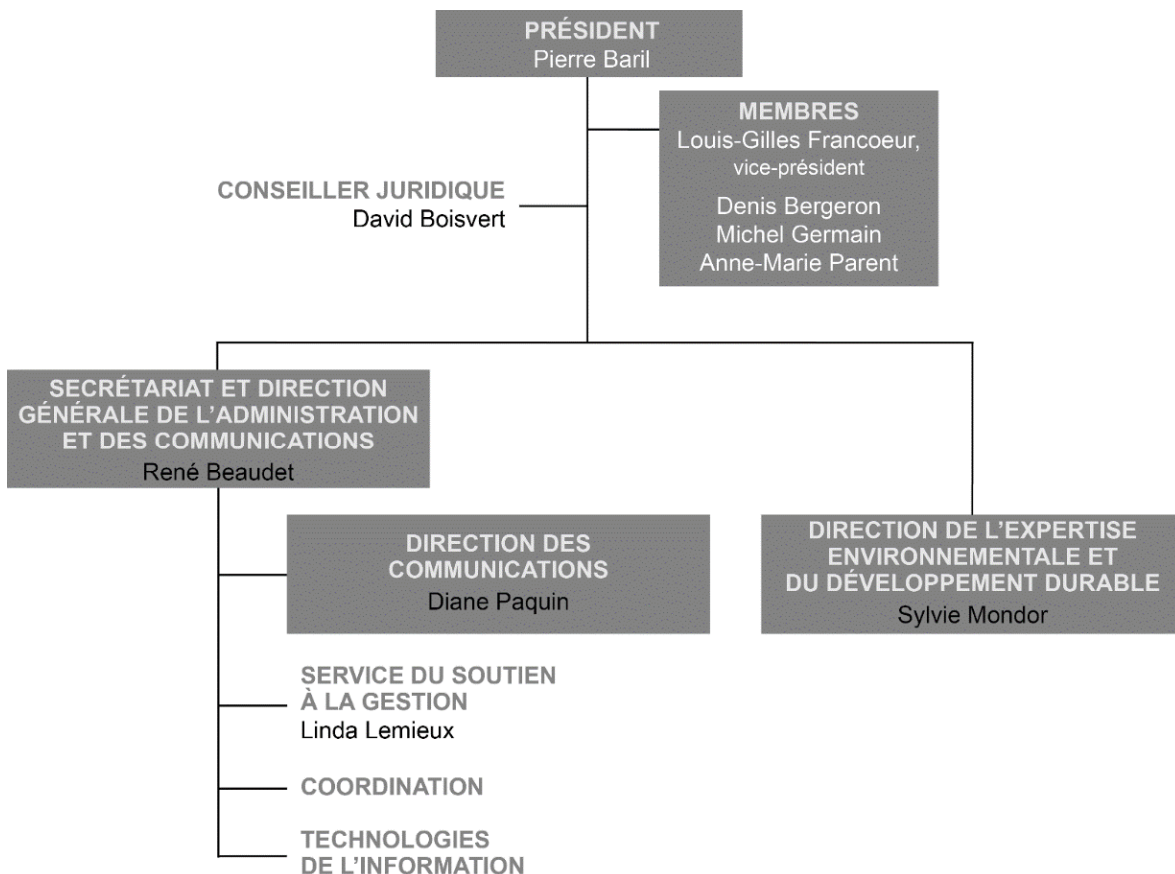 PRÉSIDENT
Pierre Baril
MEMBRES
Louis-Gilles Francoeur,
vice-président
Denis Bergeron
Michel Germain
Anne-Marie Parent
CONSEILLER JURIDIQUE
David Boisvert
SECRÉTARIAT ET DIRECTION
GÉNÉRALE DE L'ADMINISTRATION
ET DES COMMUNICATIONS
René Beaudet
DIRECTION DES
COMMUNICATIONS
Diane Paquin
SERVICE DU SOUTIEN
À LA GESTION
Linda Lemieux
COORDINATION
TECHNOLOGIES
DE L'INFORMATION
DIRECTION DE L'EXPERTISE
ENVIRONNEMENTALE ET
DU DÉVELOPPEMENT DURABLE
Sylvie Mondor